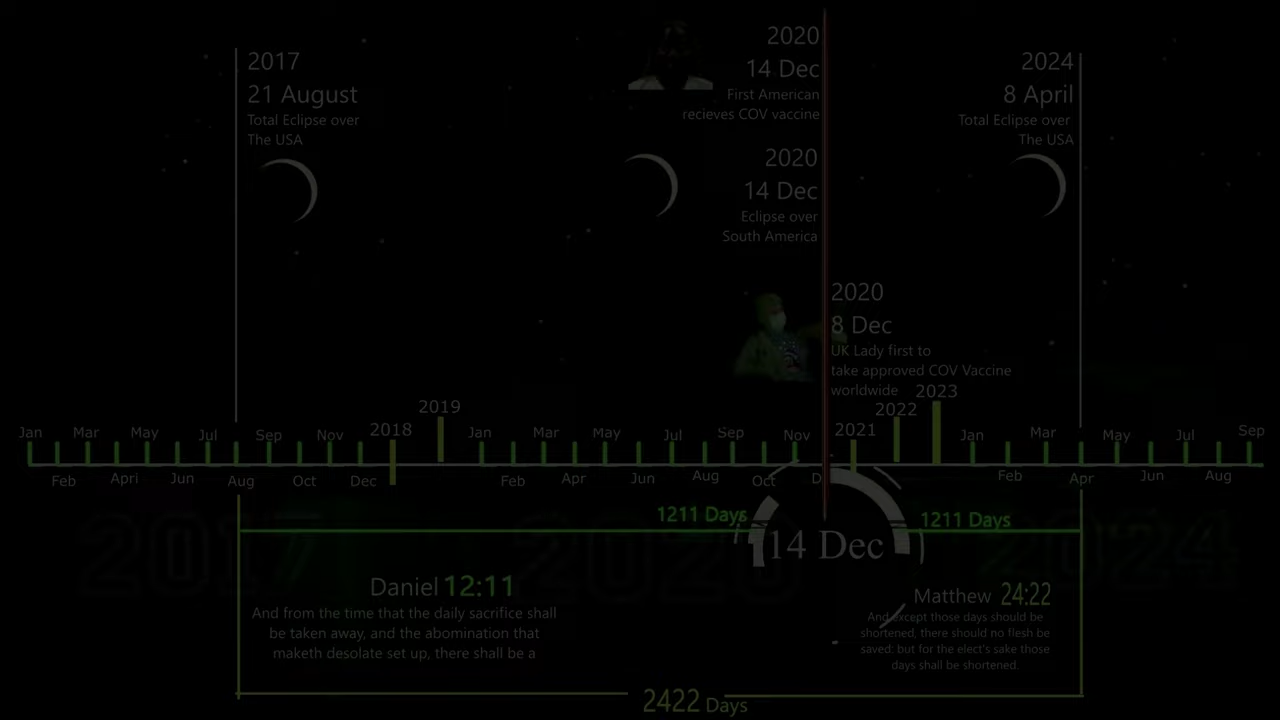 2017
21 August
Total Eclipse over
The USA
2020
14 Dec
First American
recieves COV vaccine
2020
14 Dec
Eclipse over
South America
2024
8 April
Total Eclipse over
The USA
2020
8 Dec
UK Lady first to
take approved COV Vaccine
worldwide
2018 2019 2021 2022 2023
Jan Mar May Jul Sep Nov Jan Mar May Jul Sep Nov Jan Mar May Jul Sep
Feb Apri Jun Aug Oct Dec Feb Apr Jun Aug Oct D Feb Apr Jun Aug
2017 2020 2024
1211 Days
1211 Days
14 Dec
Daniel 12:11
And from the time that the daily sacrifice shall
be taken away, and the abomination that
maketh desolate set up, there shall be a
Matthew 24:22
And except those days should be
shortened, there should no flesh be
saved: but for the elect's sake those
days shall be shortened.
2422 Days